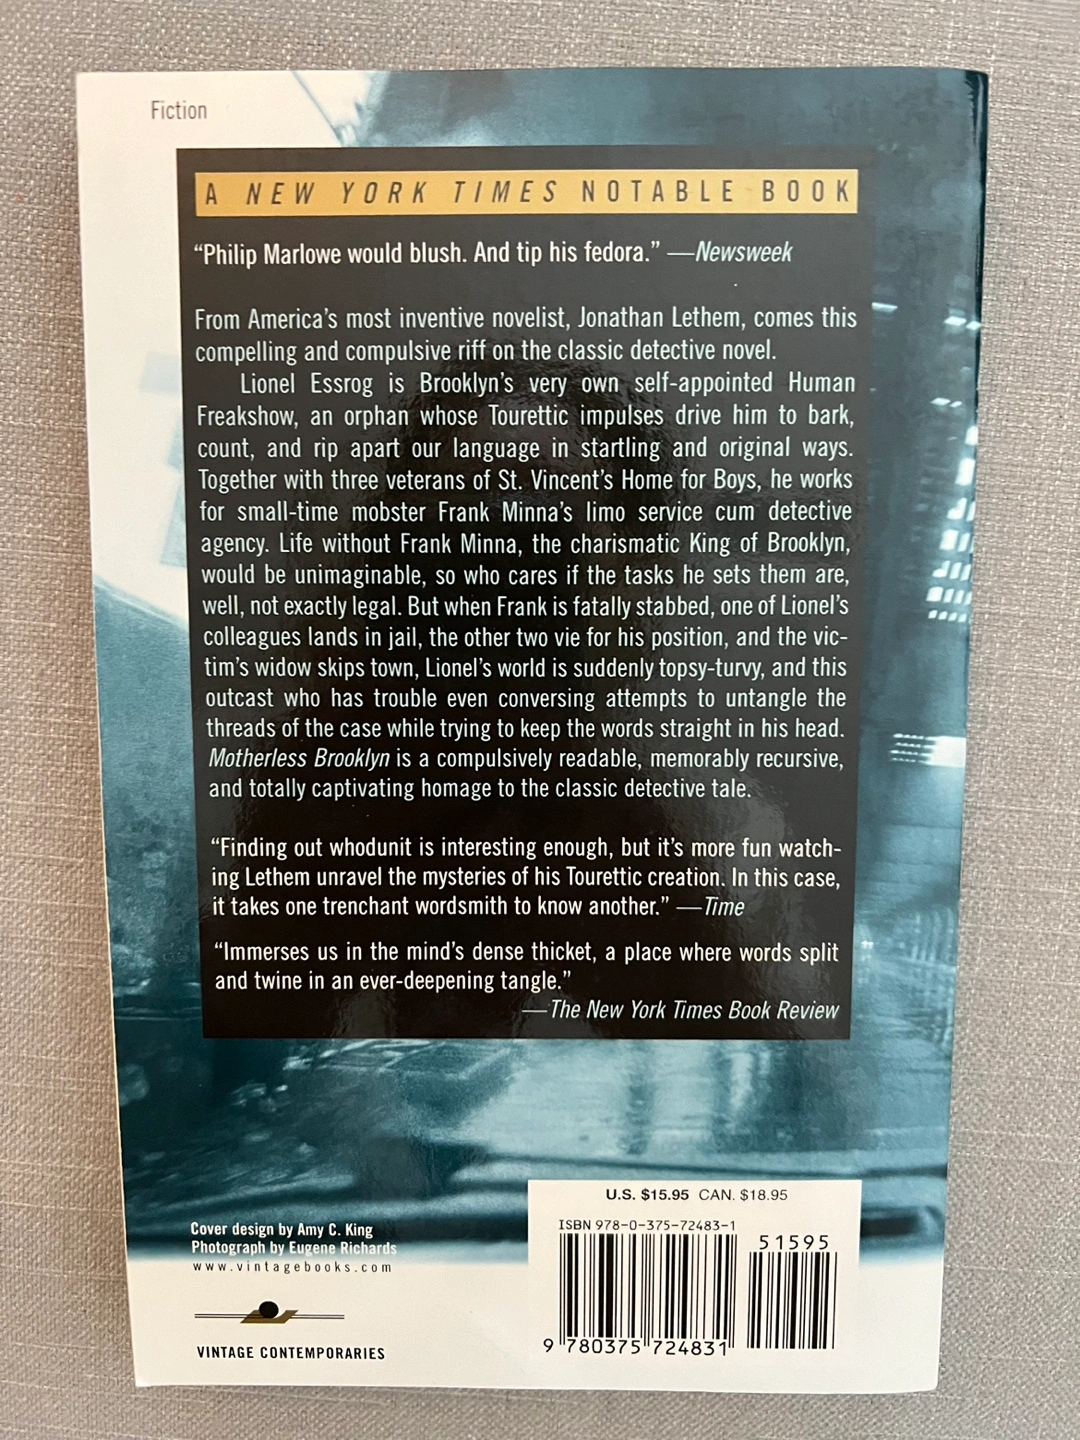 Fiction
A NEW YORK TIMES NOTABLE BOOK
“Philip Marlowe would blush. And tip his fedora.” —Newsweek
From America’s most inventive novelist, Jonathan Lethem, comes this
compelling and compulsive riff on the classic detective novel.
Lionel Essrog is Brooklyn’s very own self-appointed Human
Freakshow, an orphan whose Tourettic impulses drive him to bark,
count, and rip apart our language in startling and original ways.
Together with three veterans of St. Vincent’s Home for Boys, he works
for small-time mobster Frank Minna’s limo service cum detective
agency. Life without Frank Minna, the charismatic King of Brooklyn,
would be unimaginable, so who cares if the tasks he sets them are,
well, not exactly legal. But when Frank is fatally stabbed, one of Lionel’s
colleagues lands in jail, the other two vie for his position, and the vic-
tim’s widow skips town, Lionel’s world is suddenly topsy-turvy, and this
outcast who has trouble even conversing attempts to untangle the
threads of the case while trying to keep the words straight in his head.
Motherless Brooklyn is a compulsively readable, memorably recursive,
and totally captivating homage to the classic detective tale.
“Finding out whodunit is interesting enough, but it’s more fun watch-
ing Lethem unravel the mysteries of his Tourettic creation. In this case,
it takes one trenchant wordsmith to know another.” —Time
“Immerses us in the mind’s dense thicket, a place where words split
and twine in an ever-deepening tangle.”
—The New York Times Book Review
Cover design by Amy C. King
Photograph by Eugene Richards
www.vintagebooks.com
VINTAGE CONTEMPORARIES
U.S. $15.95 CAN. $18.95
ISBN 978-0-375-72483-1
51595
9 780375 724831